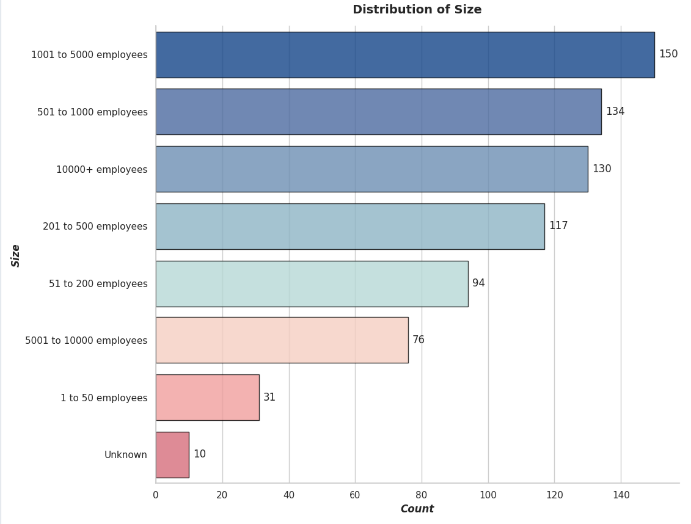 Distribution of Size
1001 to 5000 employees
150
501 to 1000 employees
134
10000+ employees
130
201 to 500 employees
117
Size
51 to 200 employees
94
5001 to 10000 employees
76
1 to 50 employees
31
Unknown
10
0 20 40 60 80 100 120 140
Count